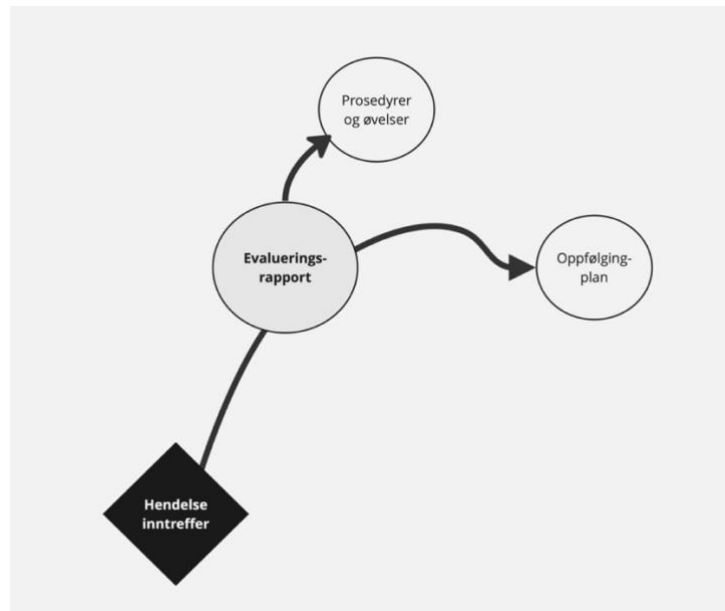 Prosedyrer
og øvelser
Evaluerings-
rapport
Oppfølging-
plan
Hendelse
inntreffer